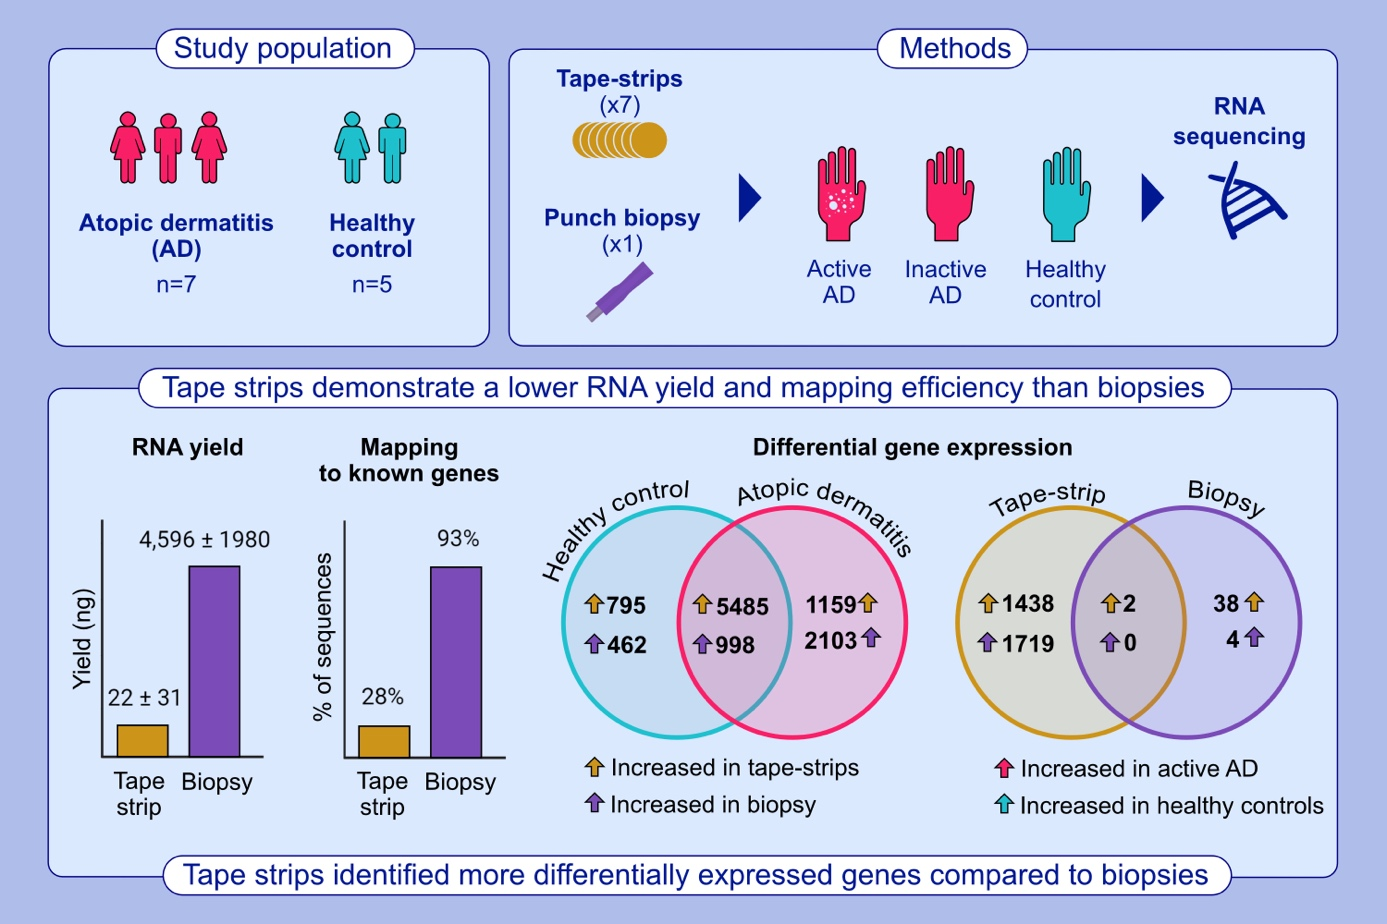 Study population
Atopic dermatitis
(AD)
n=7
Healthy
control
n=5
Methods
Tape-strips
(x7)
Punch biopsy
(x1)
Active
AD
Inactive
AD
Healthy
control
RNA
sequencing
Tape strips demonstrate a lower RNA yield and mapping efficiency than biopsies
RNA yield
Yield (ng)
4,596 ± 1980
22 ± 31
Tape
strip
Biopsy
Mapping
to known genes
% of sequences
93%
28%
Tape
strip
Biopsy
Differential gene expression
Healthy control
Atopic dermatitis
795
5485
1159
462
998
2103
Increased in tape-strips
Increased in biopsy
Tape-strip
Biopsy
1438
2
38
1719
0
4
Increased in active AD
Increased in healthy controls
Tape strips identified more differentially expressed genes compared to biopsies